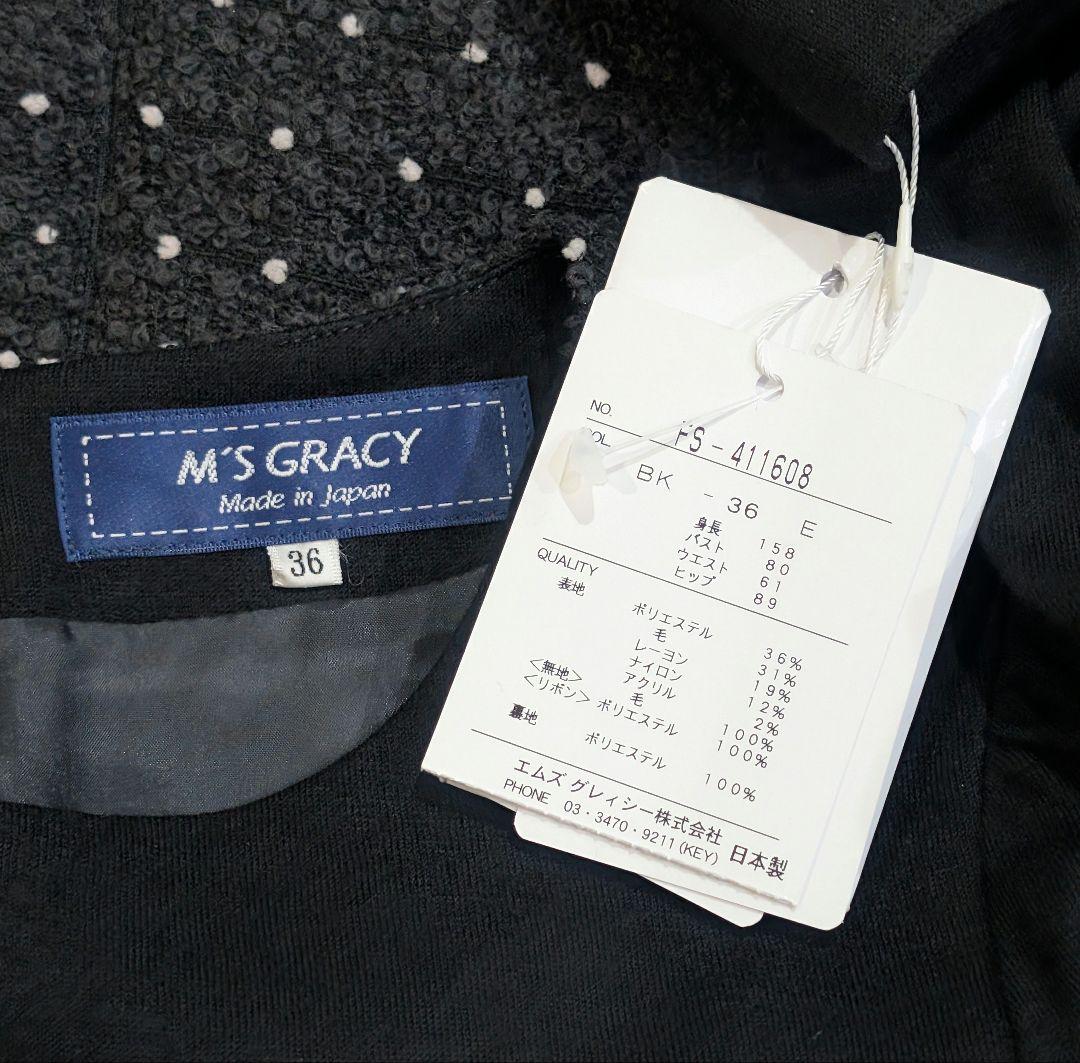 M'S GRACY
Made in Japan
36
NO. FS-411608
COL
BK - 36 E
身長 158
バスト 80
ウエスト 61
ヒップ 89
QUALITY
表地
ポリエステル 36%
毛 31%
レーヨン 19%
ナイロン 12%
アクリル 2%
<無地> 毛 100%
<リボン> ポリエステル 100%
裏地
ポリエステル 100%
エムズ グレィシー株式会社
PHONE 03・3470・9211(KEY) 日本製